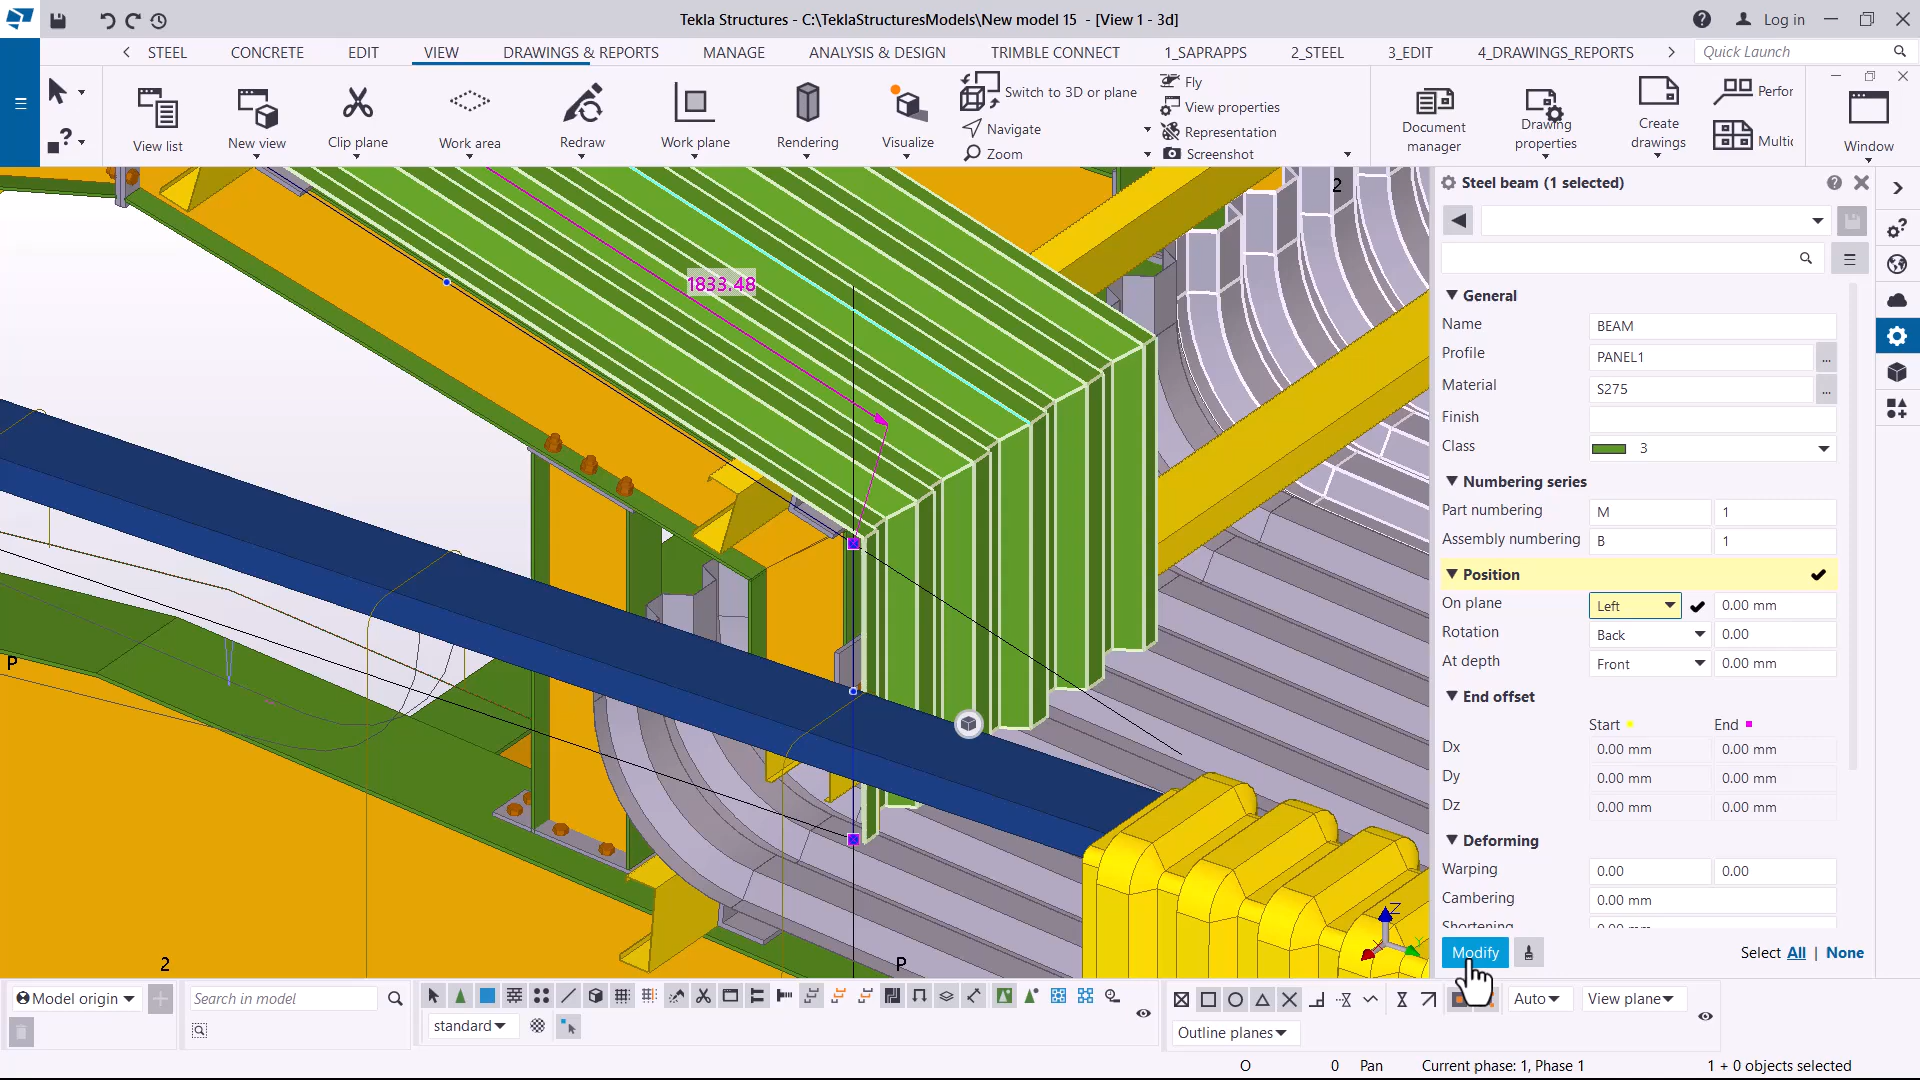 Tekla Structures - C:\TeklaStructuresModels\New model 15 - [View 1 - 3d]
Log in
STEEL CONCRETE EDIT VIEW DRAWINGS & REPORTS MANAGE ANALYSIS & DESIGN TRIMBLE CONNECT 1_SAPRAPPS 2_STEEL 3_EDIT 4_DRAWINGS_REPORTS Quick Launch
View list
New view
Clip plane
Work area
Redraw
Work plane
Rendering
Visualize
Switch to 3D or plane
Navigate
Zoom
Fly
View properties
Representation
Screenshot
Document manager
Drawing properties
Create drawings
Perfor
Multi
Window
1833.48
2
P
2
P
Z
Steel beam (1 selected)
General
Name BEAM
Profile PANEL1 ...
Material S275 ...
Finish
Class 3
Numbering series
Part numbering M 1
Assembly numbering B 1
Position
On plane Left 0.00 mm
Rotation Back 0.00
At depth Front 0.00 mm
End offset
Start End
Dx 0.00 mm 0.00 mm
Dy 0.00 mm 0.00 mm
Dz 0.00 mm 0.00 mm
Deforming
Warping 0.00 0.00
Cambering 0.00 mm
Shortening 0.00 mm
Modify Select All | None
Model origin
Search in model
standard
Auto
View plane
Outline planes
O 0 Pan Current phase: 1, Phase 1 1 + 0 objects selected